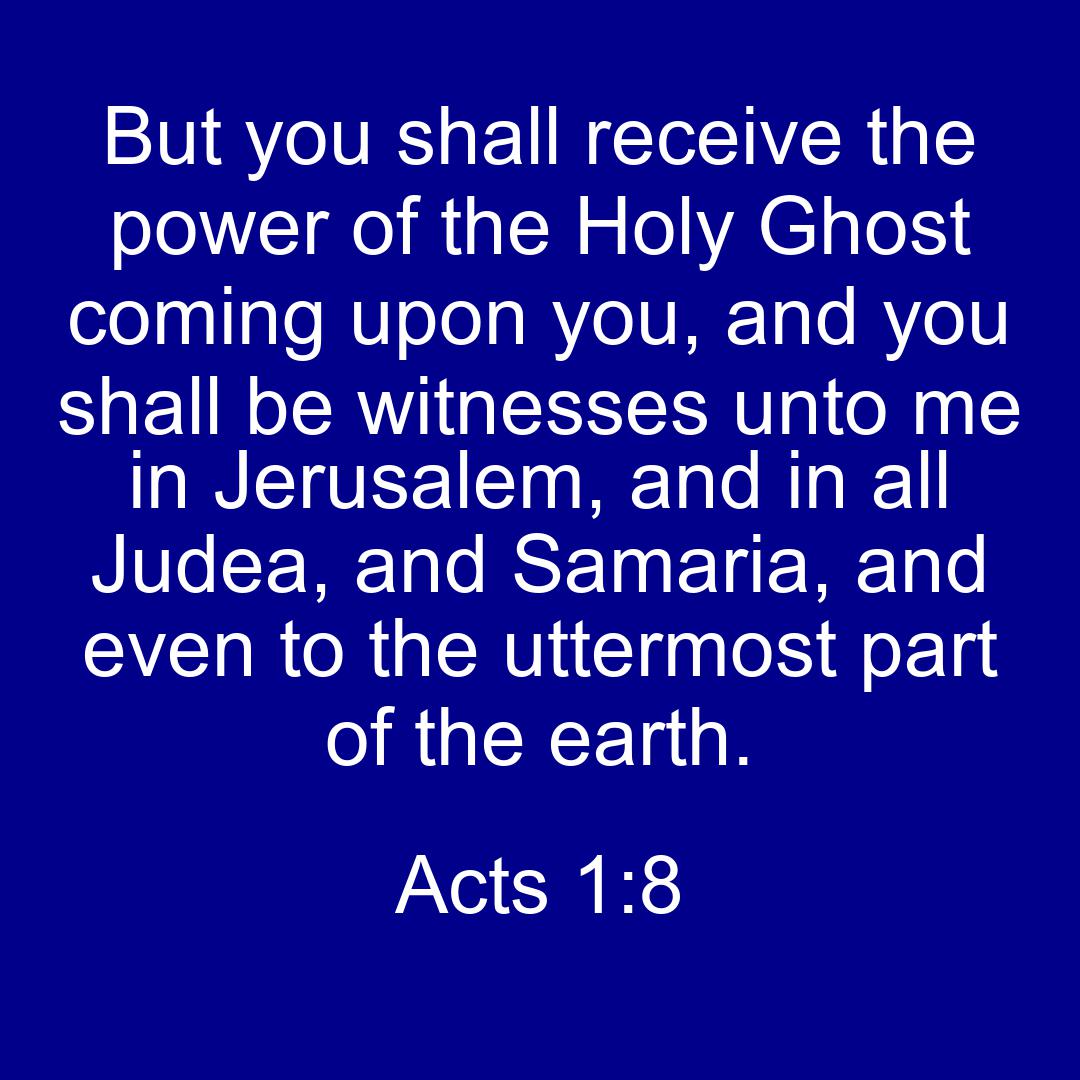 But you shall receive the
power of the Holy Ghost
coming upon you, and you
shall be witnesses unto me
in Jerusalem, and in all
Judea, and Samaria, and
even to the uttermost part
of the earth.
Acts 1:8